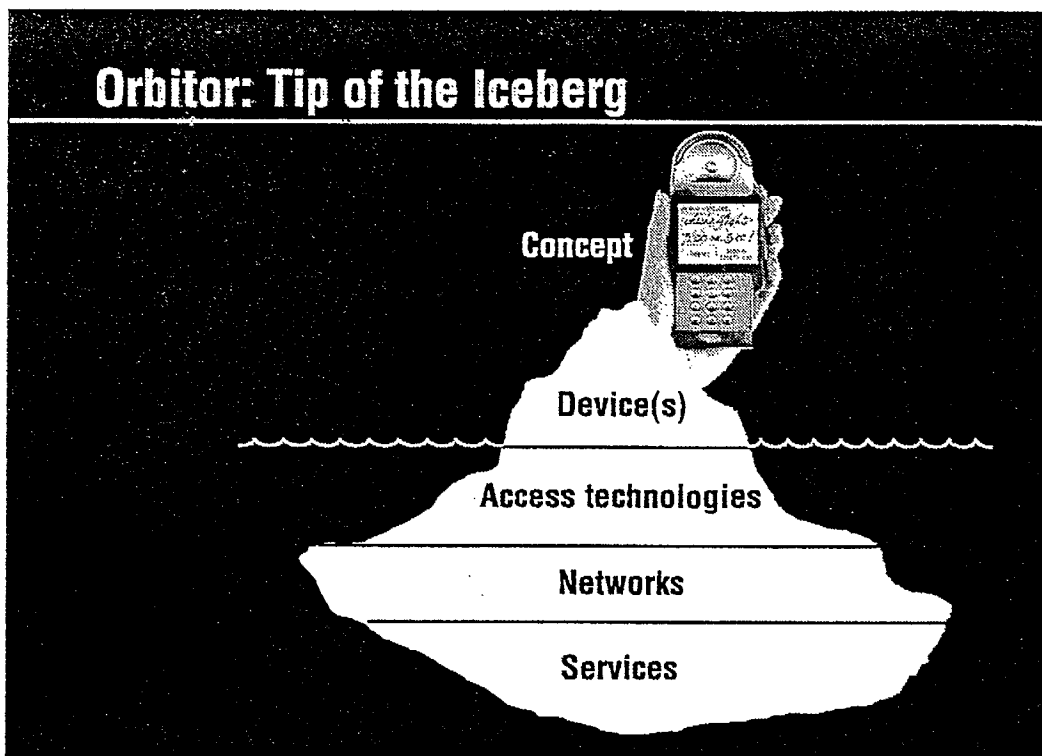 Orbitor: Tip of the Iceberg
Concept
Device(s)
Access technologies
Networks
Services